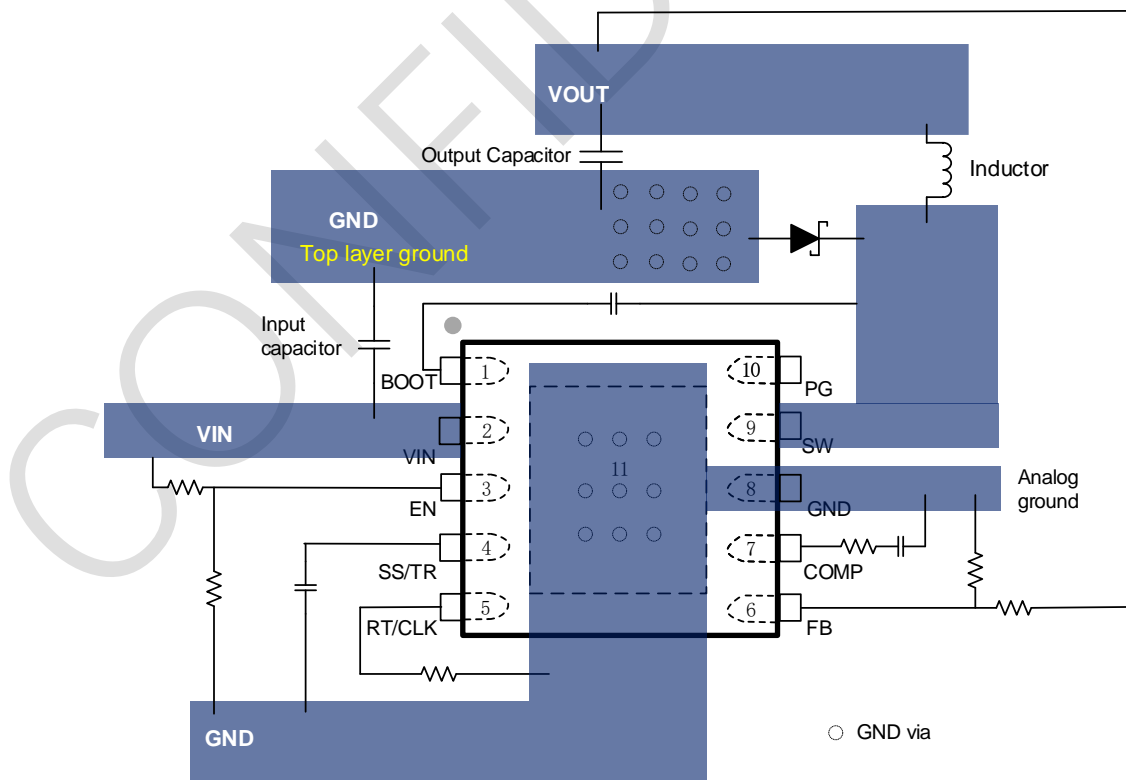 CONFID
VOUT
Output Capacitor
Inductor
GND
Top layer ground
Input
capacitor
BOOT
1
10
PG
VIN
VIN
2
9
SW
EN
3
8
GND
Analog
ground
SS/TR
4
7
COMP
RT/CLK
5
6
FB
11
GND
GND via